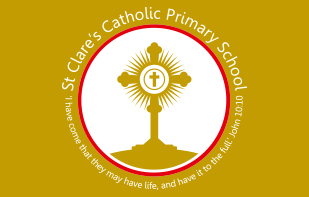 St Clare's Catholic Primary School
'I have come that they may have life, and have it to the full.' John 10:10